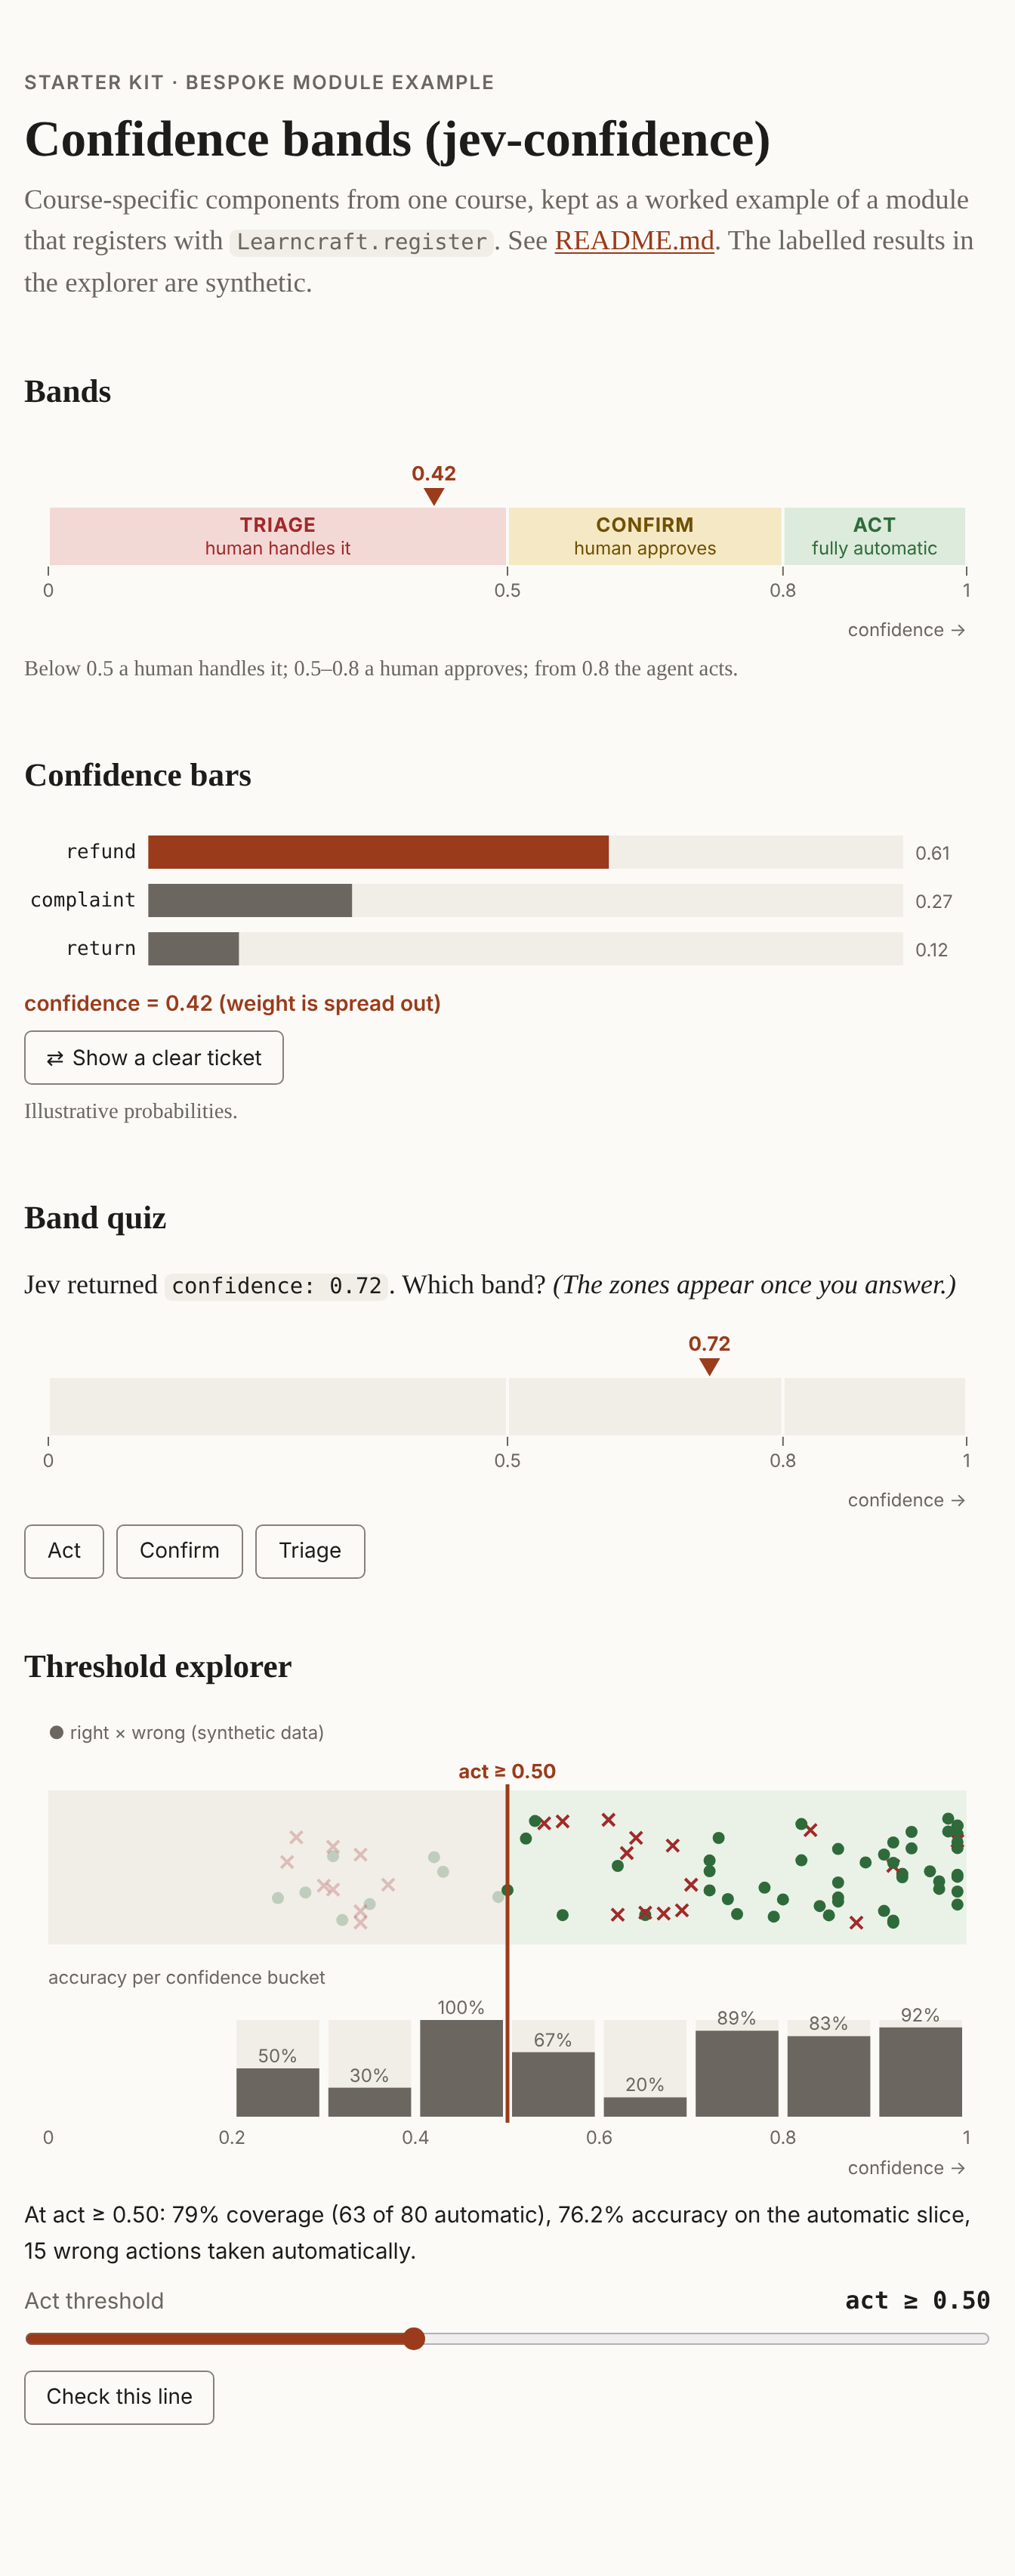 STARTER KIT · BESPOKE MODULE EXAMPLE
Confidence bands (jev-confidence)
Course-specific components from one course, kept as a worked example of a module
that registers with Learncraft.register. See README.md. The labelled results in
the explorer are synthetic.
Bands
0.42
TRIAGE CONFIRM ACT
human handles it human approves fully automatic
0 0.5 0.8 1
confidence →
Below 0.5 a human handles it; 0.5–0.8 a human approves; from 0.8 the agent acts.
Confidence bars
refund 0.61
complaint 0.27
return 0.12
confidence = 0.42 (weight is spread out)
⇄ Show a clear ticket
Illustrative probabilities.
Band quiz
Jev returned confidence: 0.72. Which band? (The zones appear once you answer.)
0.72
0 0.5 0.8 1
confidence →
Act Confirm Triage
Threshold explorer
● right × wrong (synthetic data)
act ≥ 0.50
accuracy per confidence bucket
50% 30% 100% 67% 20% 89% 83% 92%
0 0.2 0.4 0.6 0.8 1
confidence →
At act ≥ 0.50: 79% coverage (63 of 80 automatic), 76.2% accuracy on the automatic slice,
15 wrong actions taken automatically.
Act threshold act ≥ 0.50
Check this line